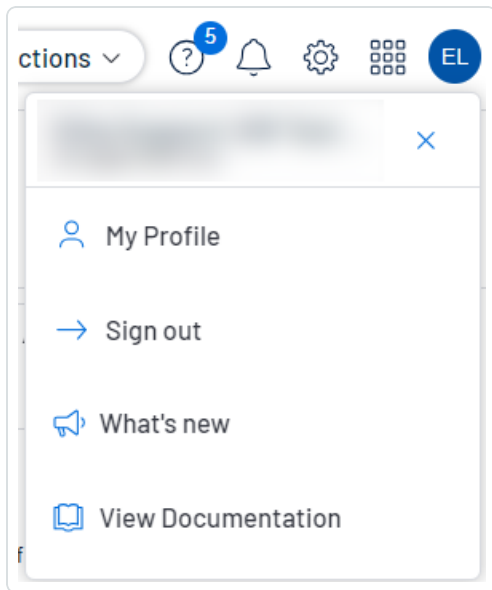 ctions
5
EL
My Profile
Sign out
What's new
View Documentation
f